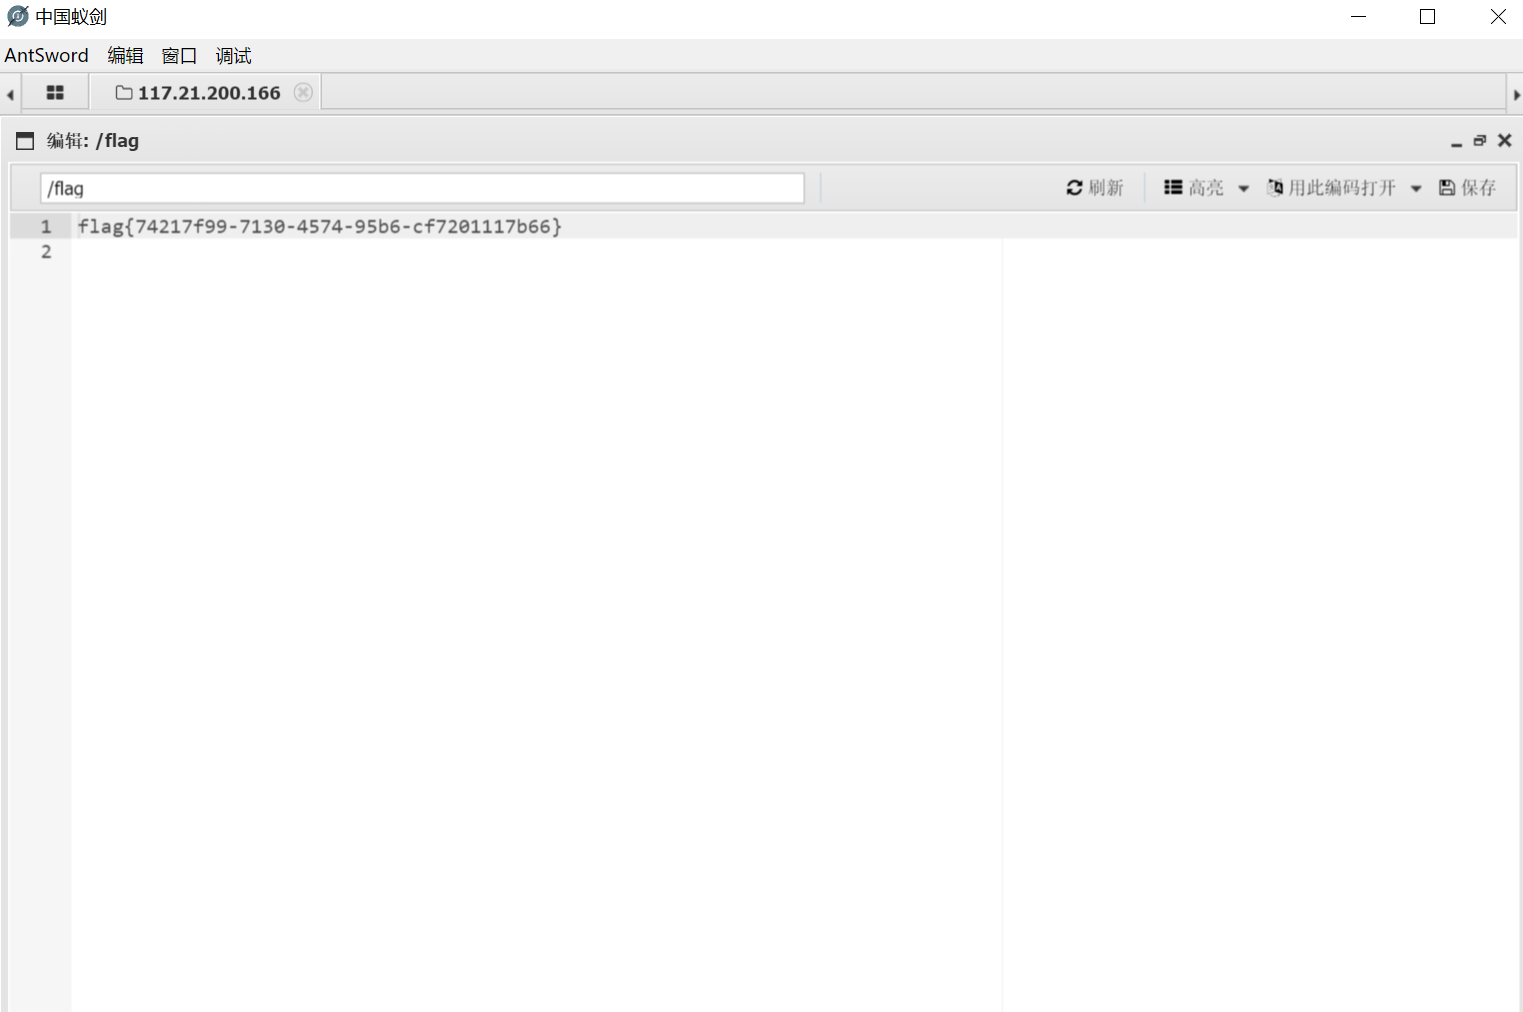 中国蚁剑
AntSword 编辑 窗口 调试
117.21.200.166
编辑: /flag
/flag 刷新 高亮 用此编码打开 保存
1 flag{74217f99-7130-4574-95b6-cf7201117b66}
2